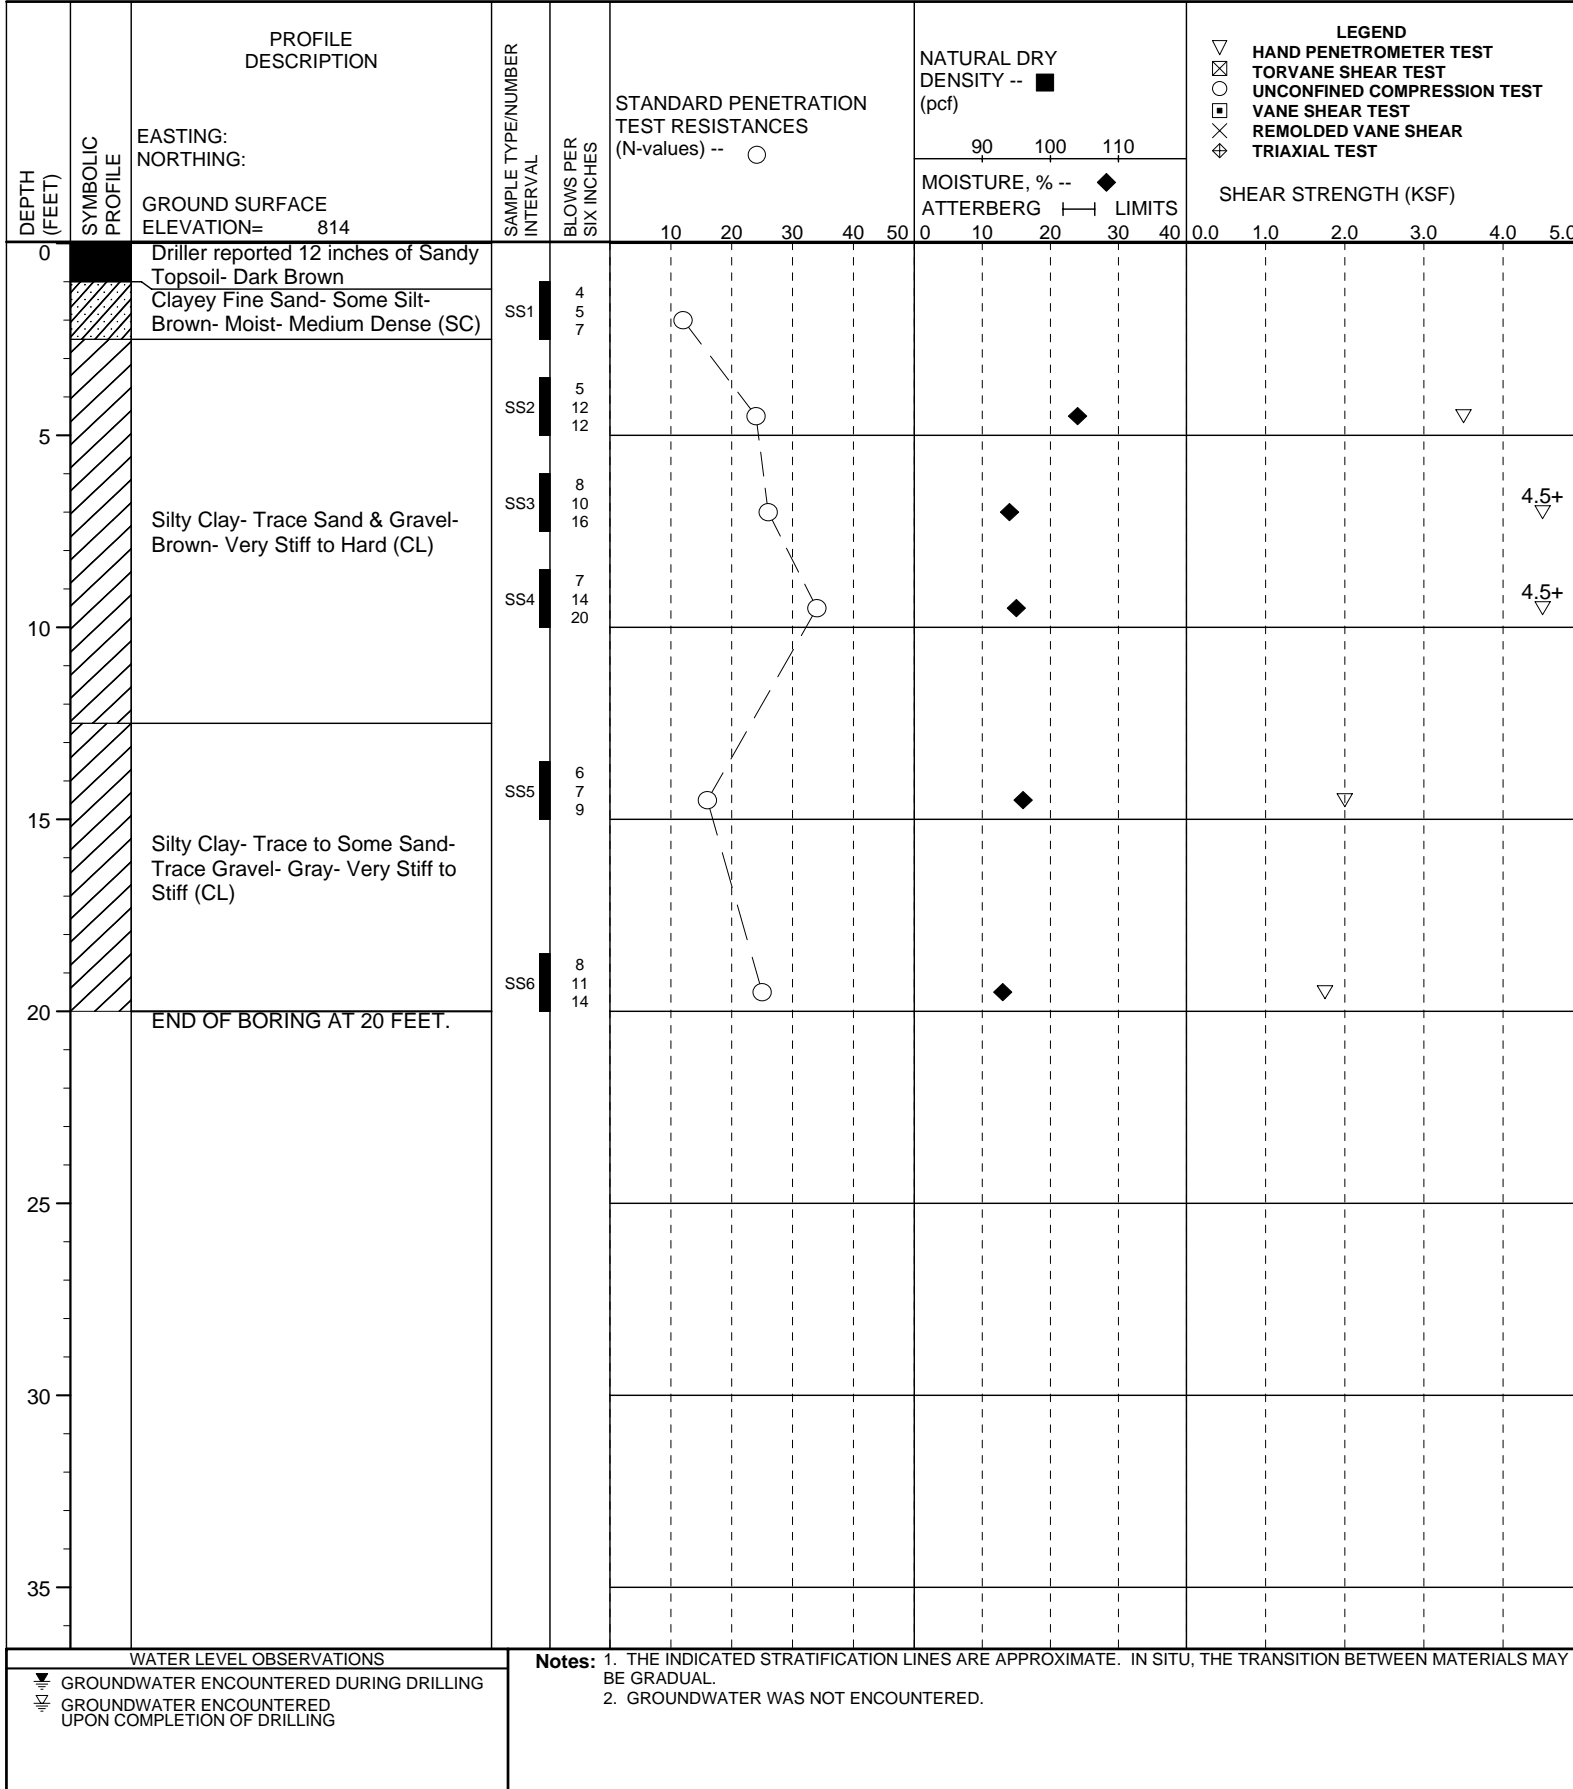 PROFILE
DESCRIPTION
EASTING:
NORTHING:
GROUND SURFACE
ELEVATION= 814
DEPTH
(FEET)
SYMBOLIC
PROFILE
SAMPLE TYPE/NUMBER
INTERVAL
BLOWS PER
SIX INCHES
STANDARD PENETRATION
TEST RESISTANCES
(N-values) --
10 20 30 40 50
NATURAL DRY
DENSITY --
(pcf)
90 100 110
MOISTURE, % --
ATTERBERG LIMITS
0 10 20 30 40
LEGEND
HAND PENETROMETER TEST
TORVANE SHEAR TEST
UNCONFINED COMPRESSION TEST
VANE SHEAR TEST
REMOLDED VANE SHEAR
TRIAXIAL TEST
SHEAR STRENGTH (KSF)
0.0 1.0 2.0 3.0 4.0 5.0
0
Driller reported 12 inches of Sandy
Topsoil- Dark Brown
Clayey Fine Sand- Some Silt-
Brown- Moist- Medium Dense (SC)
SS1
4
5
7
SS2
5
12
12
5
SS3
8
10
16
4.5+
Silty Clay- Trace Sand & Gravel-
Brown- Very Stiff to Hard (CL)
SS4
7
14
20
4.5+
10
SS5
6
7
9
15
Silty Clay- Trace to Some Sand-
Trace Gravel- Gray- Very Stiff to
Stiff (CL)
SS6
8
11
14
20
END OF BORING AT 20 FEET.
25
30
35
WATER LEVEL OBSERVATIONS
GROUNDWATER ENCOUNTERED DURING DRILLING
GROUNDWATER ENCOUNTERED
UPON COMPLETION OF DRILLING
Notes: 1. THE INDICATED STRATIFICATION LINES ARE APPROXIMATE. IN SITU, THE TRANSITION BETWEEN MATERIALS MAY
BE GRADUAL.
2. GROUNDWATER WAS NOT ENCOUNTERED.